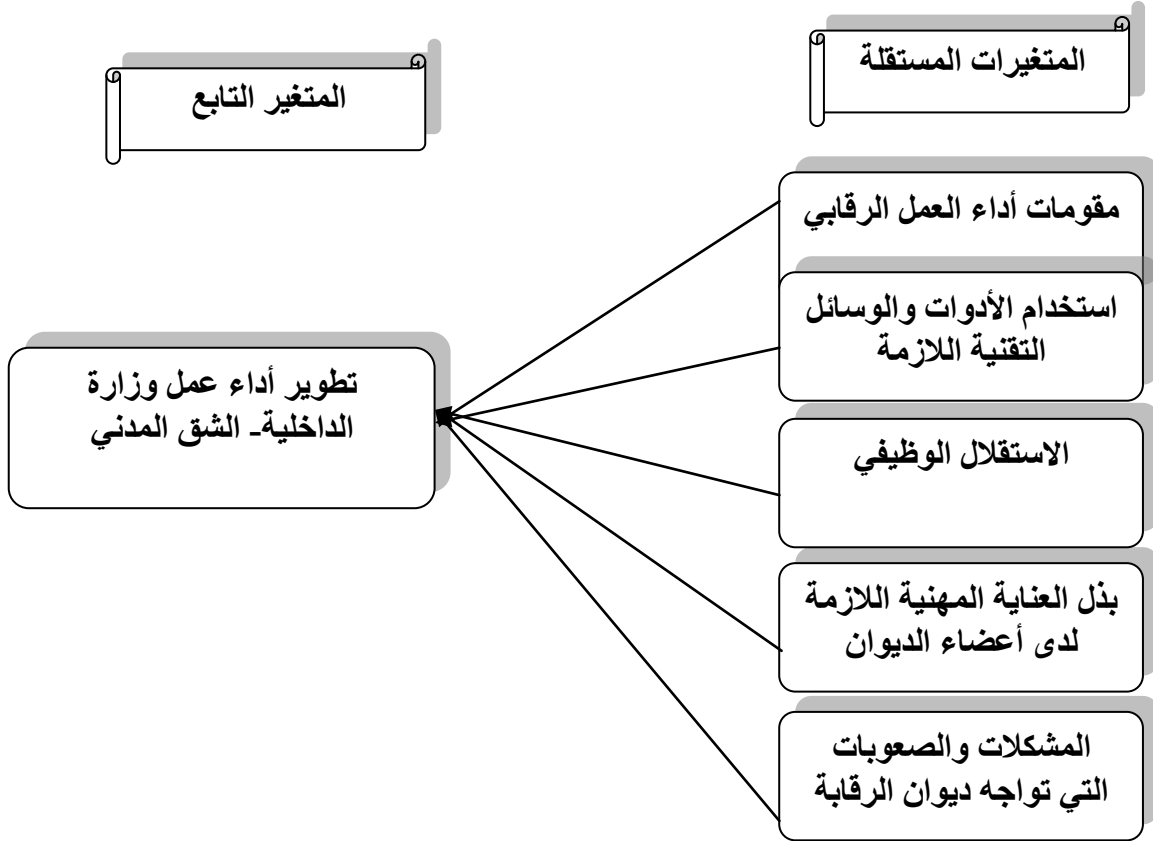 المتغيرات المستقلة
المتغير التابع
مقومات أداء العمل الرقابي
استخدام الأدوات والوسائل
التقنية اللازمة
الاستقلال الوظيفي
بذل العناية المهنية اللازمة
لدى أعضاء الديوان
المشكلات والصعوبات
التي تواجه ديوان الرقابة
تطوير أداء عمل وزارة
الداخلية- الشق المدني